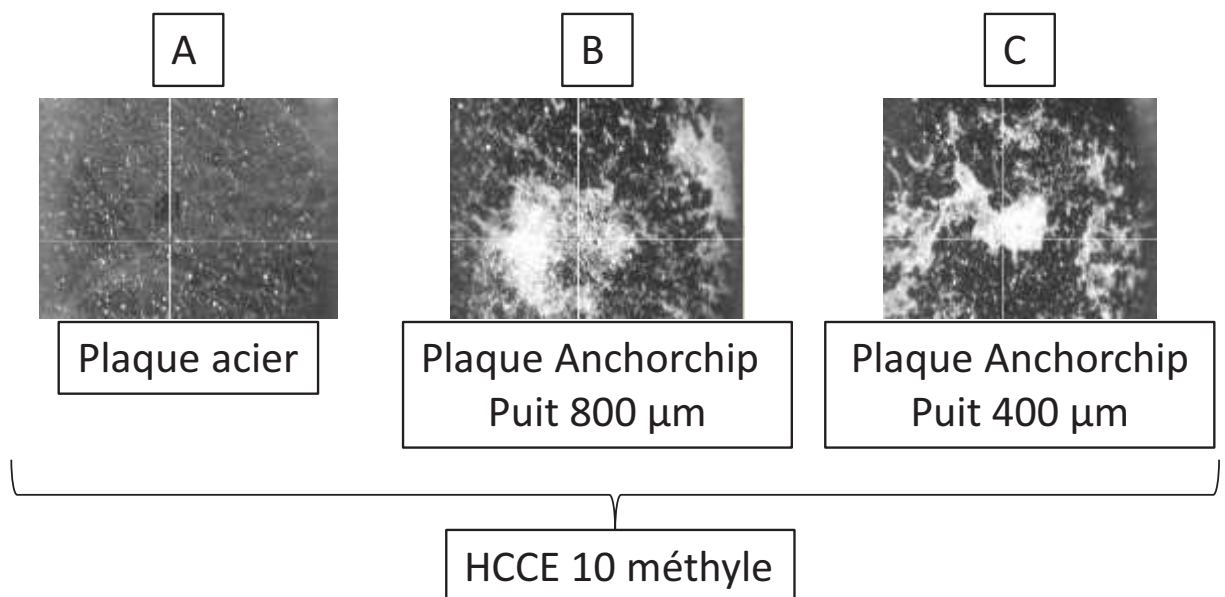 A
B
C
Plaque acier
Plaque Anchorchip
Puit 800 µm
Plaque Anchorchip
Puit 400 µm
HCCE 10 méthyle